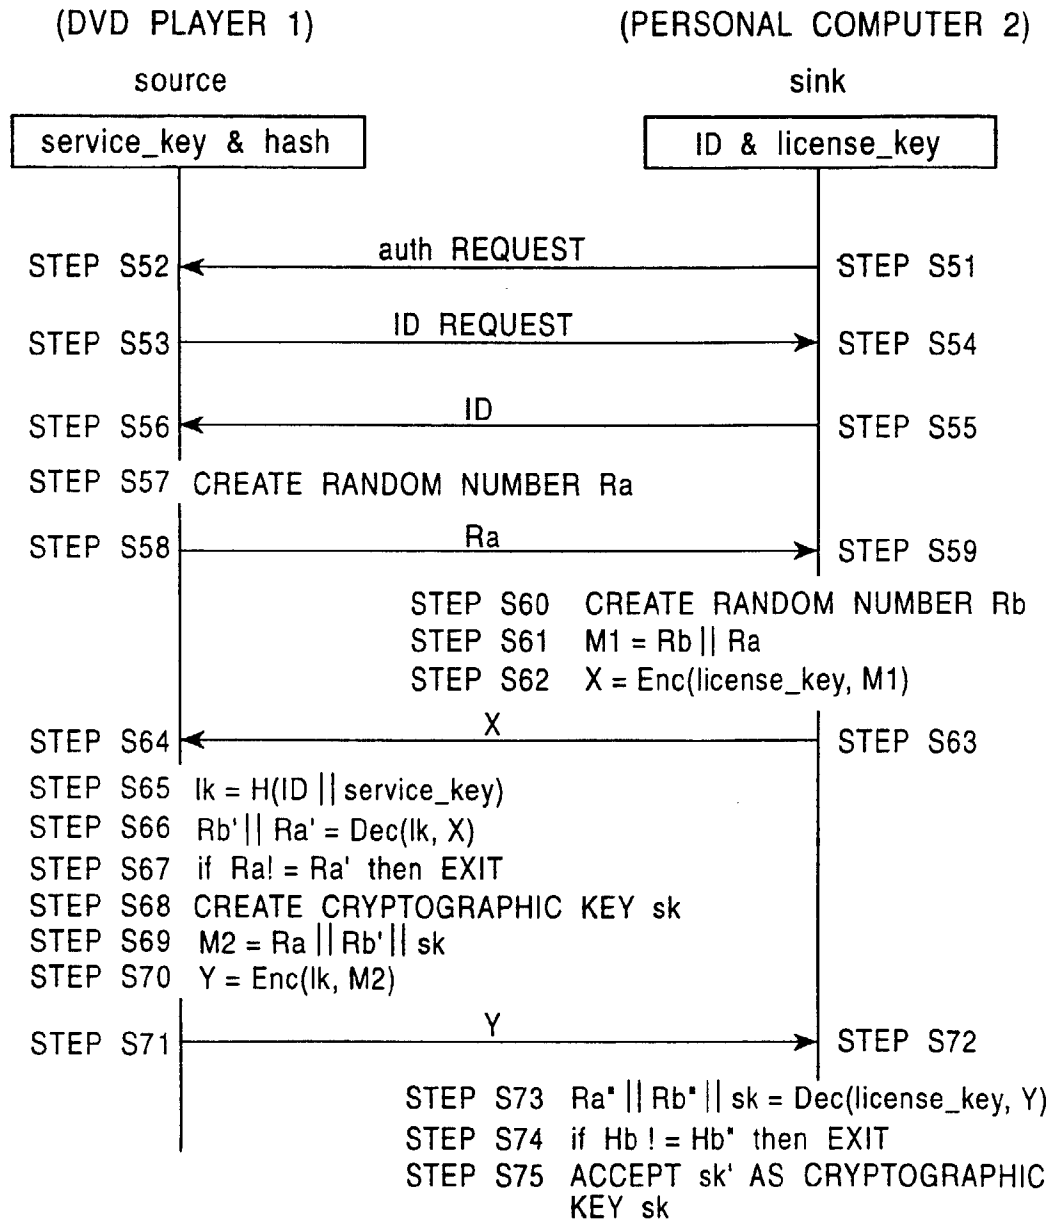 (DVD PLAYER 1) (PERSONAL COMPUTER 2)
source sink
service_key & hash ID & license_key
STEP S52 auth REQUEST STEP S51
STEP S53 ID REQUEST STEP S54
STEP S56 ID STEP S55
STEP S57 CREATE RANDOM NUMBER Ra
STEP S58 Ra STEP S59
STEP S60 CREATE RANDOM NUMBER Rb
STEP S61 M1 = Rb || Ra
STEP S62 X = Enc(license_key, M1)
STEP S64 X STEP S63
STEP S65 lk = H(ID || service_key)
STEP S66 Rb' || Ra' = Dec(lk, X)
STEP S67 if Ra! = Ra' then EXIT
STEP S68 CREATE CRYPTOGRAPHIC KEY sk
STEP S69 M2 = Ra || Rb' || sk
STEP S70 Y = Enc(lk, M2)
STEP S71 Y STEP S72
STEP S73 Ra" || Rb" || sk = Dec(license_key, Y)
STEP S74 if Hb ! = Hb" then EXIT
STEP S75 ACCEPT sk' AS CRYPTOGRAPHIC
KEY sk